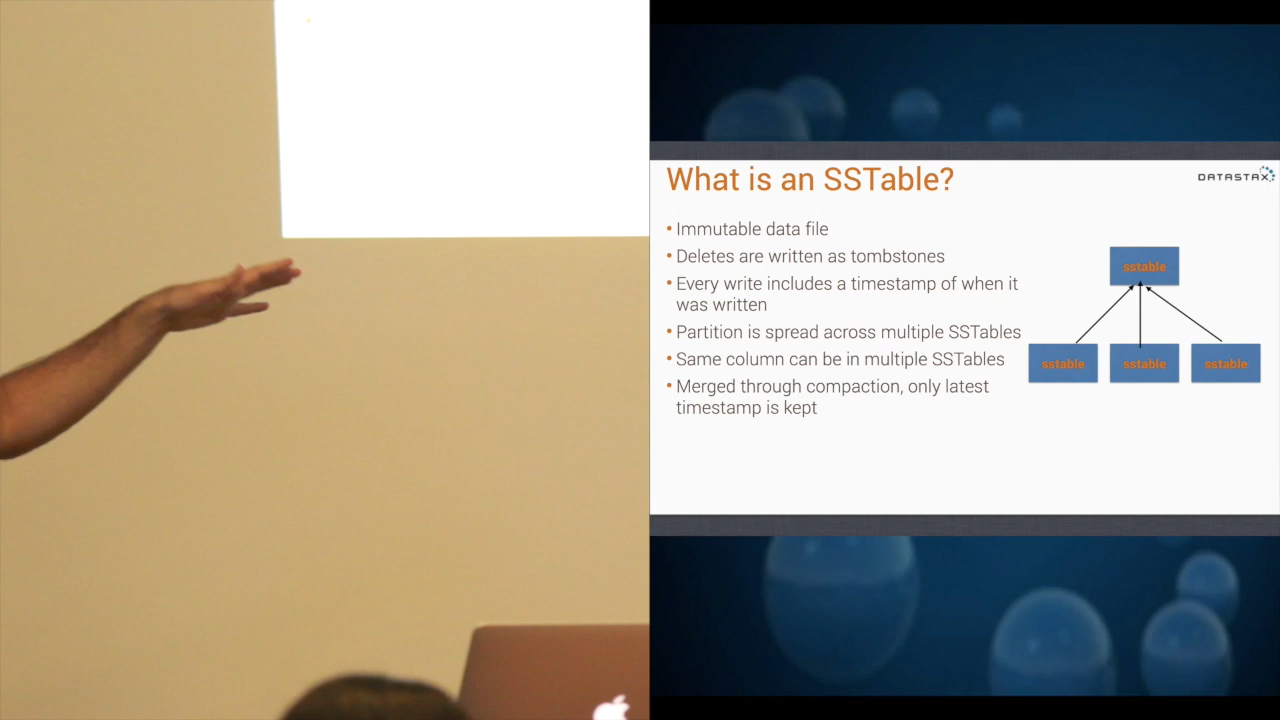 What is an SSTable?
DATASTAX
• Immutable data file
• Deletes are written as tombstones
• Every write includes a timestamp of when it
was written
• Partition is spread across multiple SSTables
• Same column can be in multiple SSTables
• Merged through compaction, only latest
timestamp is kept
sstable
sstable sstable sstable